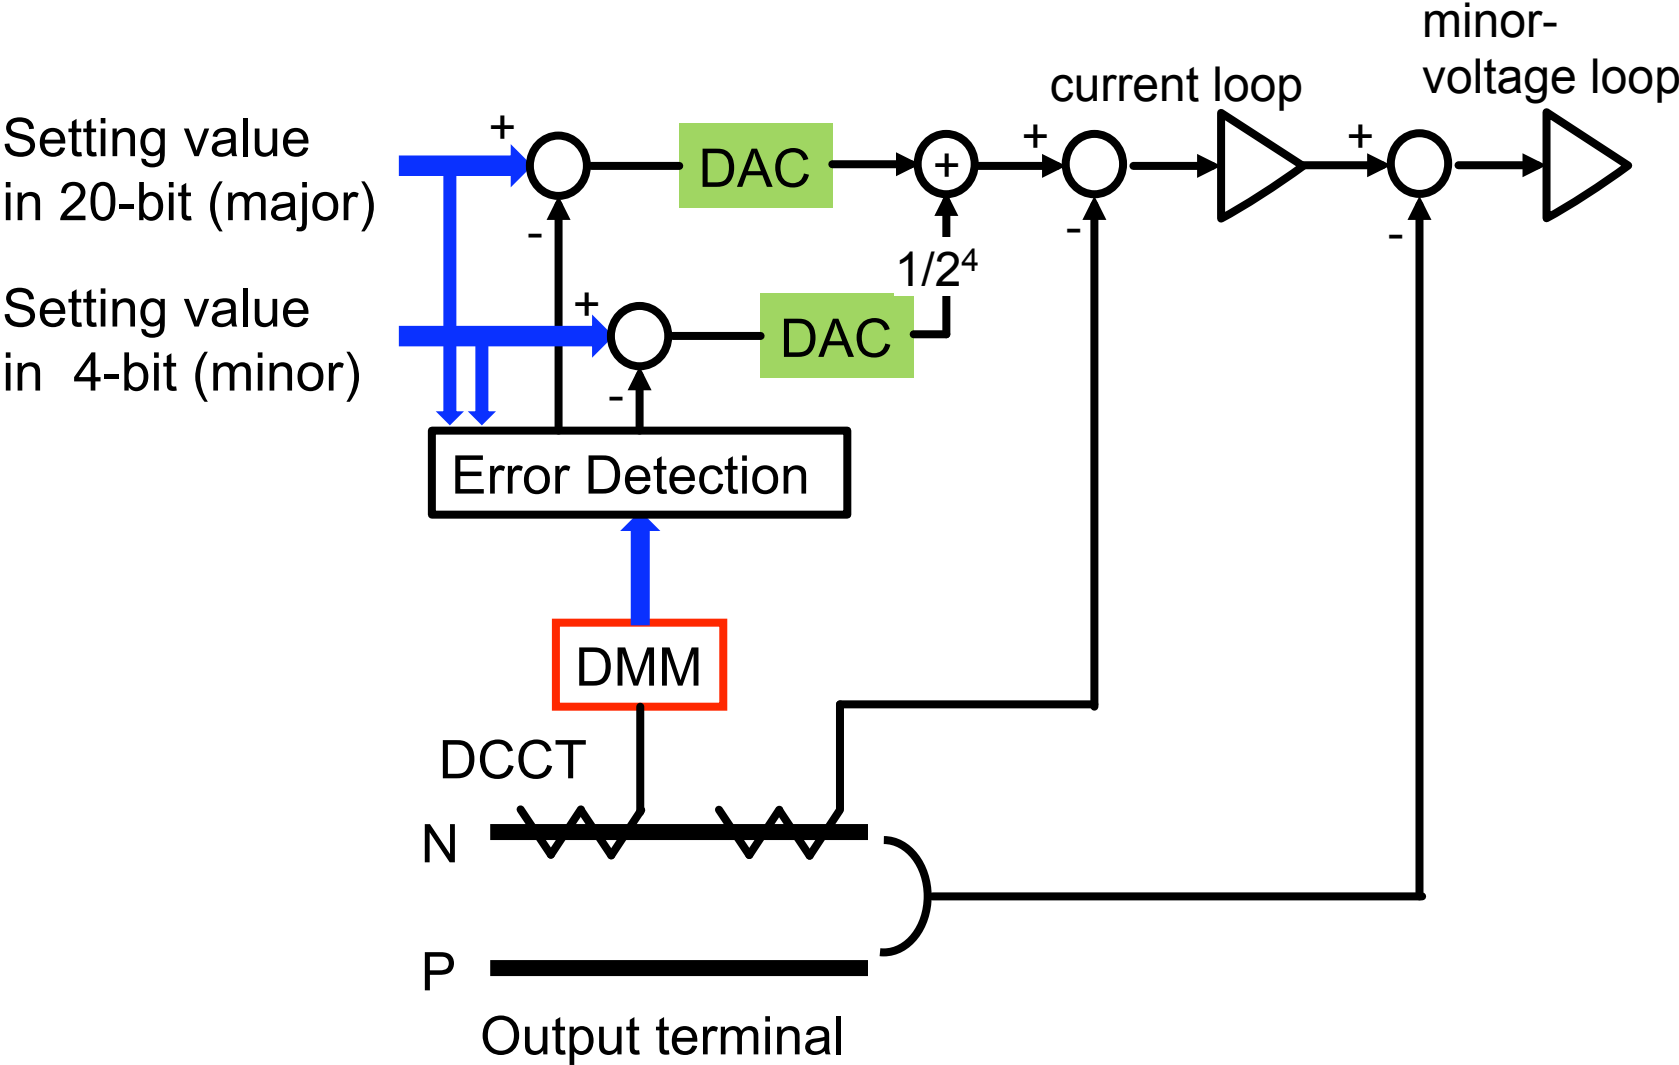 minor-
voltage loop
current loop
Setting value
in 20-bit (major)
+
DAC
+
+
+
-
-
-
1/2⁴
Setting value
in 4-bit (minor)
+
DAC
-
Error Detection
DMM
DCCT
N
P
Output terminal